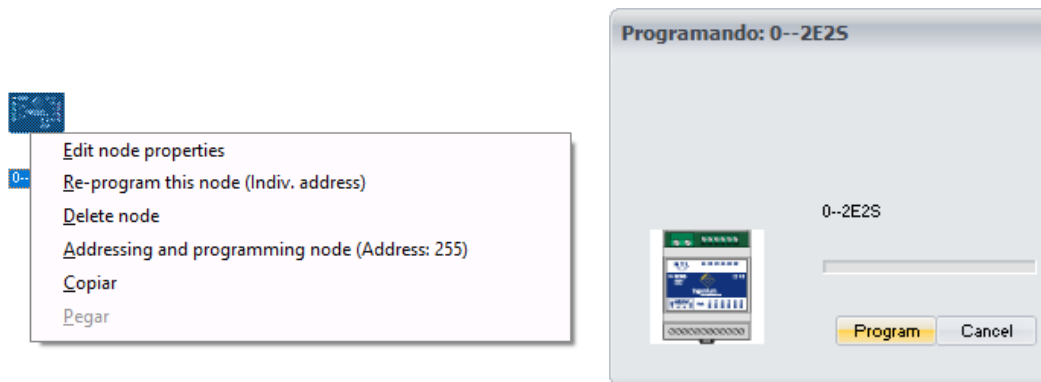 0--
Edit node properties
Re-program this node (Indiv. address)
Delete node
Addressing and programming node (Address: 255)
Copiar
Pegar
Programando: 0--2E2S
0--2E2S
Program
Cancel